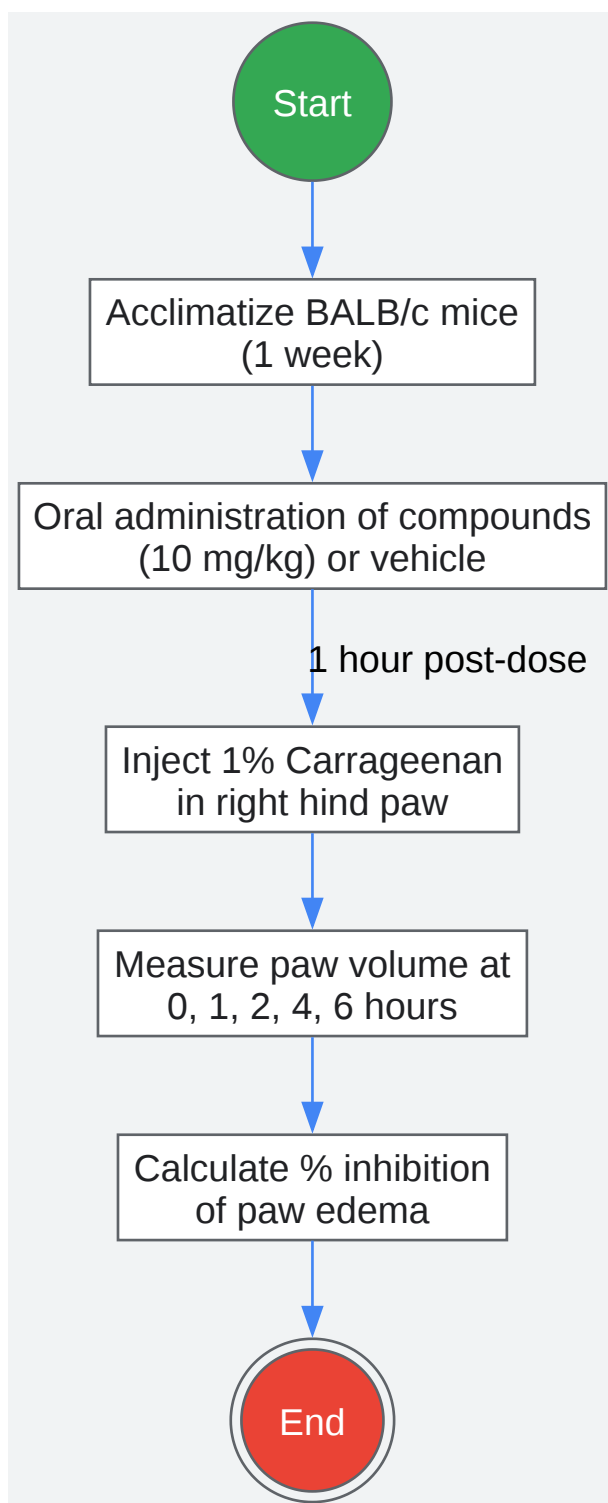 Start
Acclimatize BALB/c mice
(1 week)
Oral administration of compounds
(10 mg/kg) or vehicle
1 hour post-dose
Inject 1% Carrageenan
in right hind paw
Measure paw volume at
0, 1, 2, 4, 6 hours
Calculate % inhibition
of paw edema
End